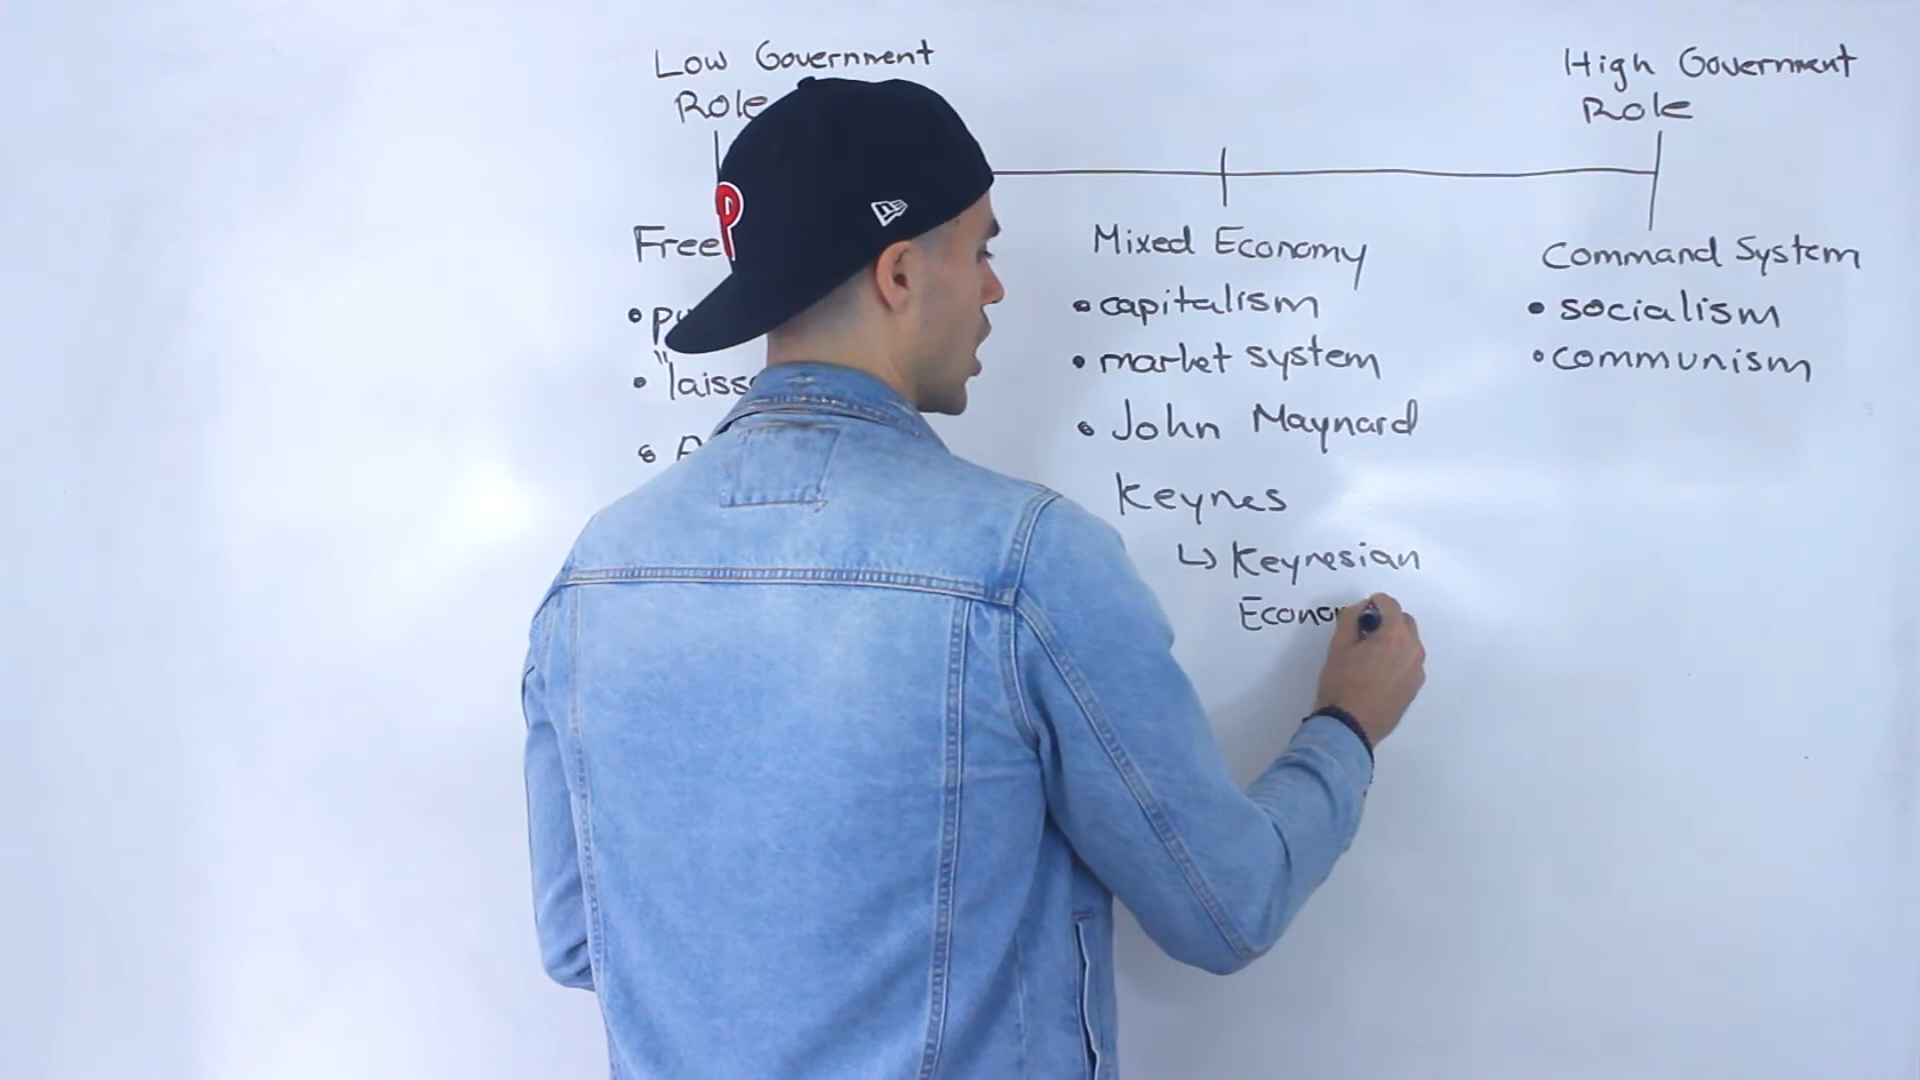 Low Government
Role
High Government
Role
Free
Mixed Economy
• capitalism
• market system
• John Maynard
Keynes
↳ Keynesian
Command System
• socialism
• communism
P